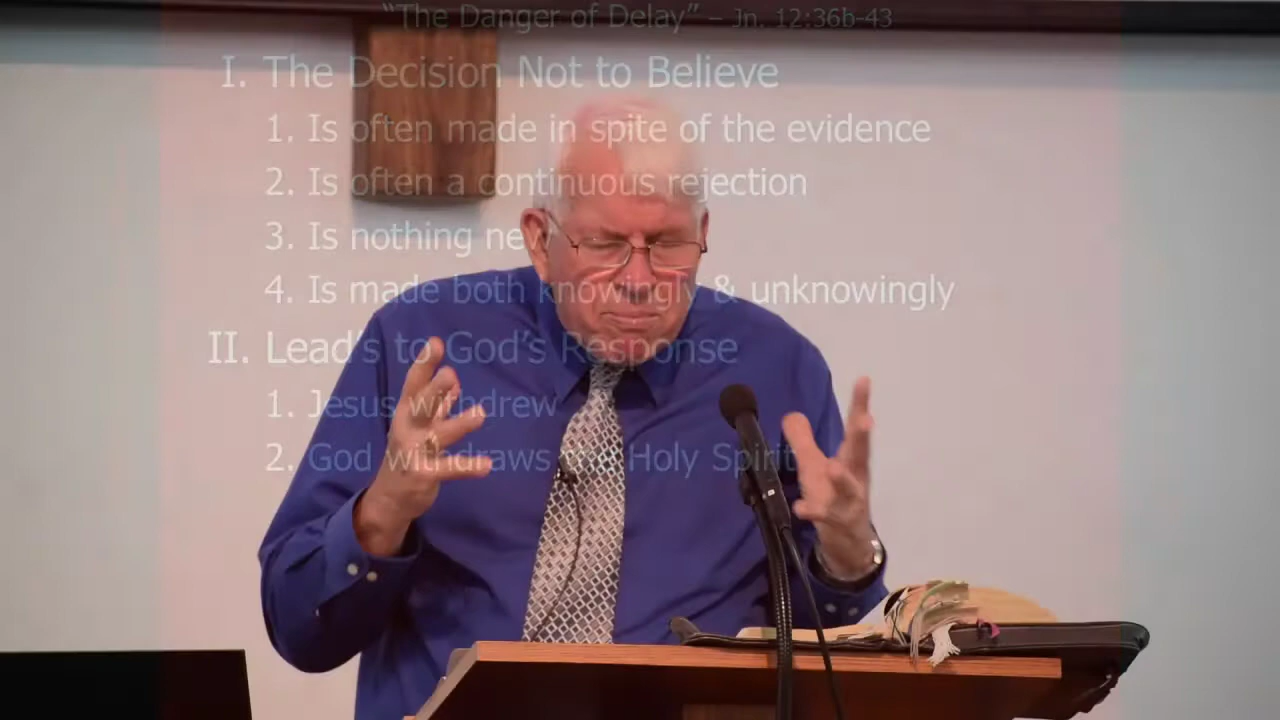 “The Danger of Delay” – Jn. 12:36b-43
I. The Decision Not to Believe
1. Is often made in spite of the evidence
2. Is often a continuous rejection
3. Is nothing new
4. Is made both knowingly & unknowingly
II. Lead's to God's Response
1. Jesus withdrew
2. God withdraws Holy Spirit